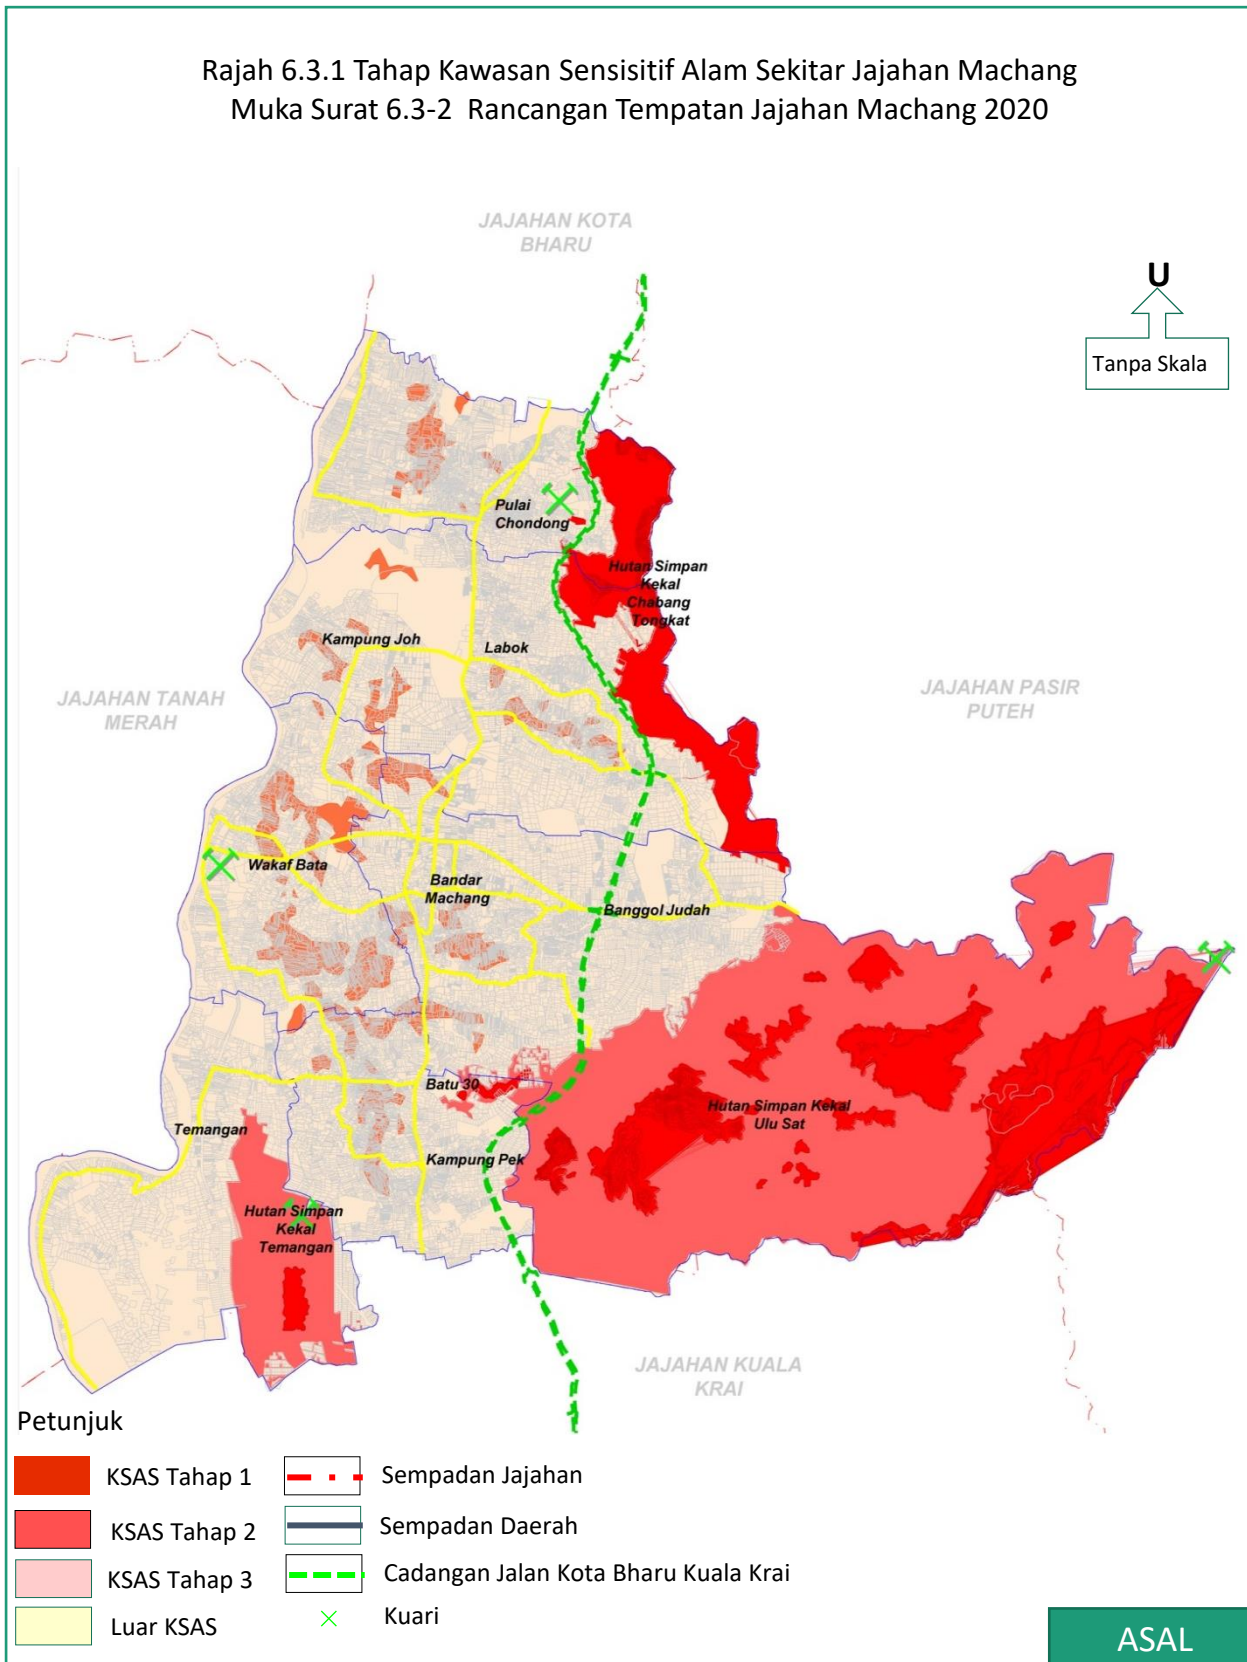 Rajah 6.3.1 Tahap Kawasan Sensisitif Alam Sekitar Jajahan Machang
Muka Surat 6.3-2 Rancangan Tempatan Jajahan Machang 2020
JAJAHAN KOTA
BHARU
U
Tanpa Skala
Pulai
Chondong
Hutan Simpan
Kekal
Chabang
Tongkat
Kampung Joh
Labok
JAJAHAN TANAH
MERAH
JAJAHAN PASIR
PUTEH
Wakaf Bata
Bandar
Machang
Banggol Judah
Batu 30
Hutan Simpan Kekal
Ulu Sat
Temangan
Kampung Pek
Hutan Simpan
Kekal
Temangan
JAJAHAN KUALA
KRAI
Petunjuk
KSAS Tahap 1
KSAS Tahap 2
KSAS Tahap 3
Luar KSAS
Sempadan Jajahan
Sempadan Daerah
Cadangan Jalan Kota Bharu Kuala Krai
Kuari
ASAL